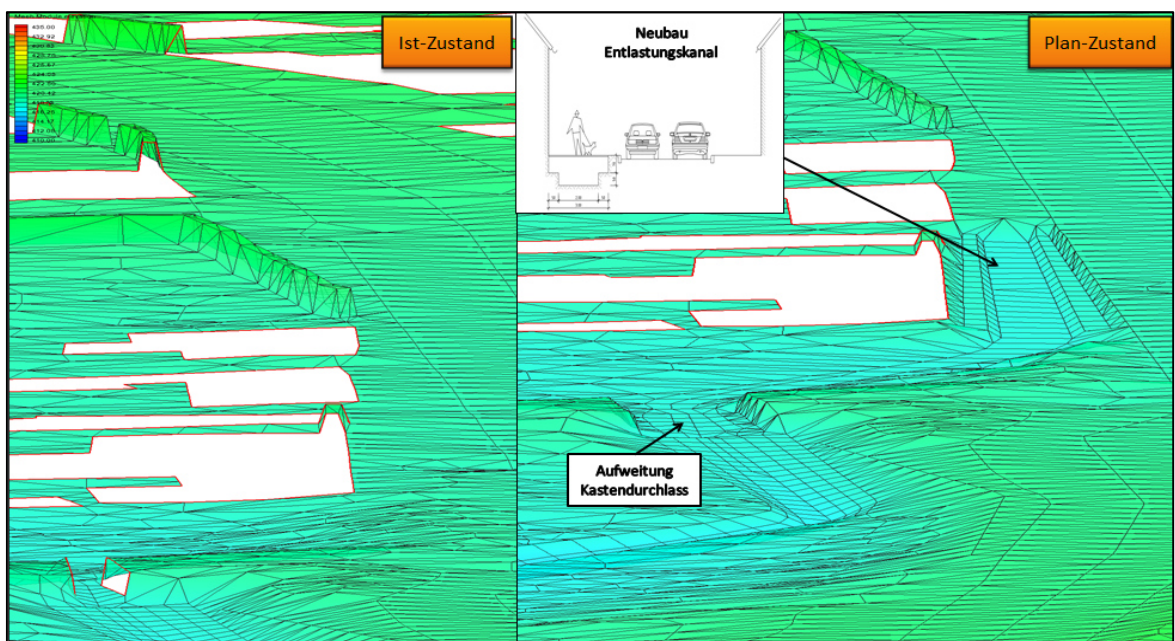 Ist-Zustand
Neubau
Entlastungskanal
Plan-Zustand
Aufweitung
Kastendurchlass